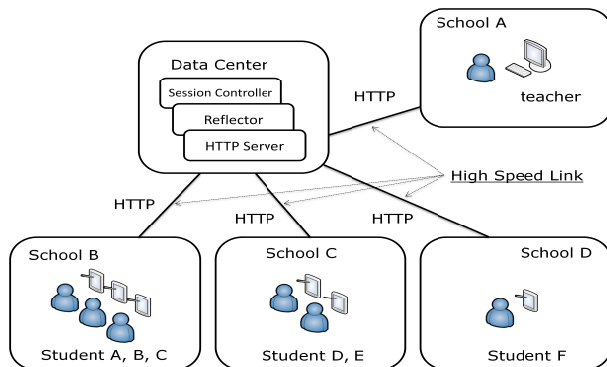 School A
Data Center
Session Controller
Reflector
HTTP Server
HTTP
teacher
High Speed Link
HTTP
HTTP
HTTP
School B
School C
School D
Student A, B, C
Student D, E
Student F